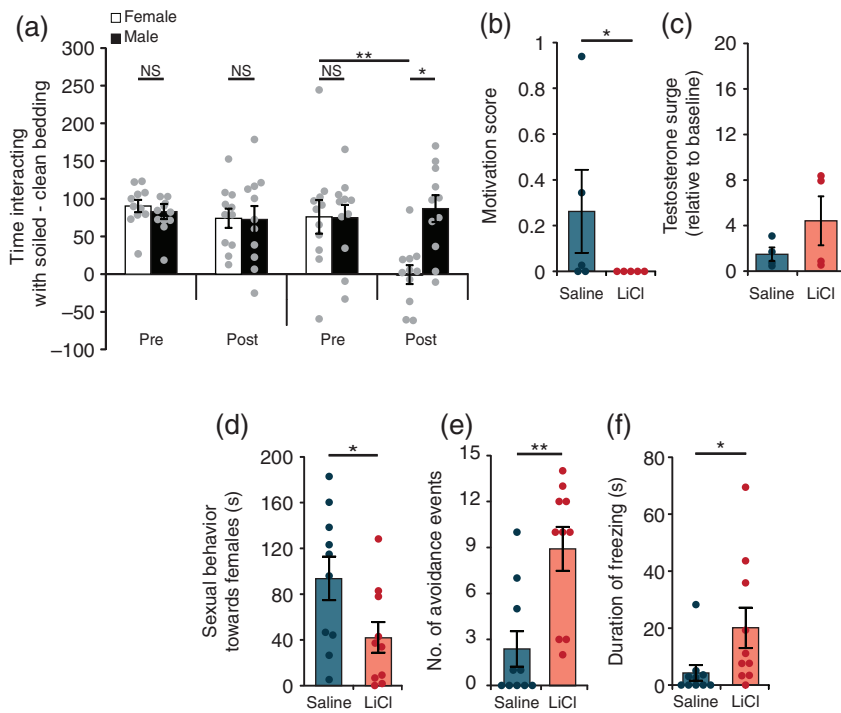 (a)
Female
Male
Time interacting
with soiled - clean bedding
300
250
200
150
100
50
0
−50
−100
NS
NS
NS
**
*
Pre
Post
Pre
Post
(b)
Motivation score
1
0.8
0.6
0.4
0.2
0
*
Saline
LiCl
(c)
Testosterone surge
(relative to baseline)
20
16
12
8
4
0
Saline
LiCl
(d)
Sexual behavior
towards females (s)
200
160
120
80
40
0
*
Saline
LiCl
(e)
No. of avoidance events
15
12
9
6
3
0
**
Saline
LiCl
(f)
Duration of freezing (s)
80
60
40
20
0
*
Saline
LiCl